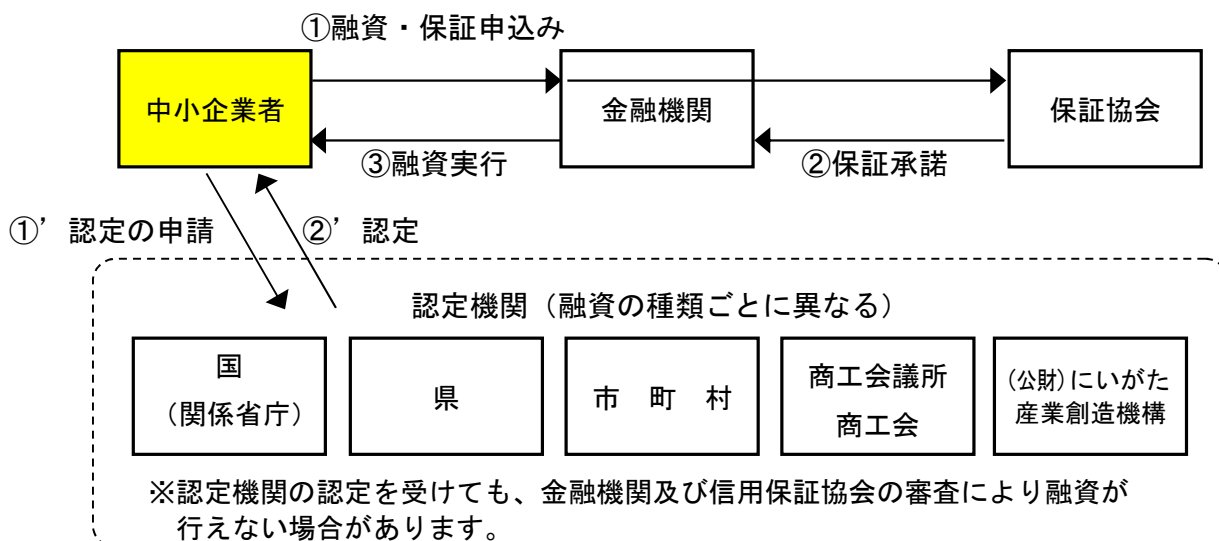 ①融資・保証申込み
中小企業者
金融機関
保証協会
③融資実行
②保証承諾
①’認定の申請
②’認定
認定機関（融資の種類ごとに異なる）
国
（関係省庁）
県
市　町　村
商工会議所
商工会
(公財)にいがた
産業創造機構
※認定機関の認定を受けても、金融機関及び信用保証協会の審査により融資が
行えない場合があります。